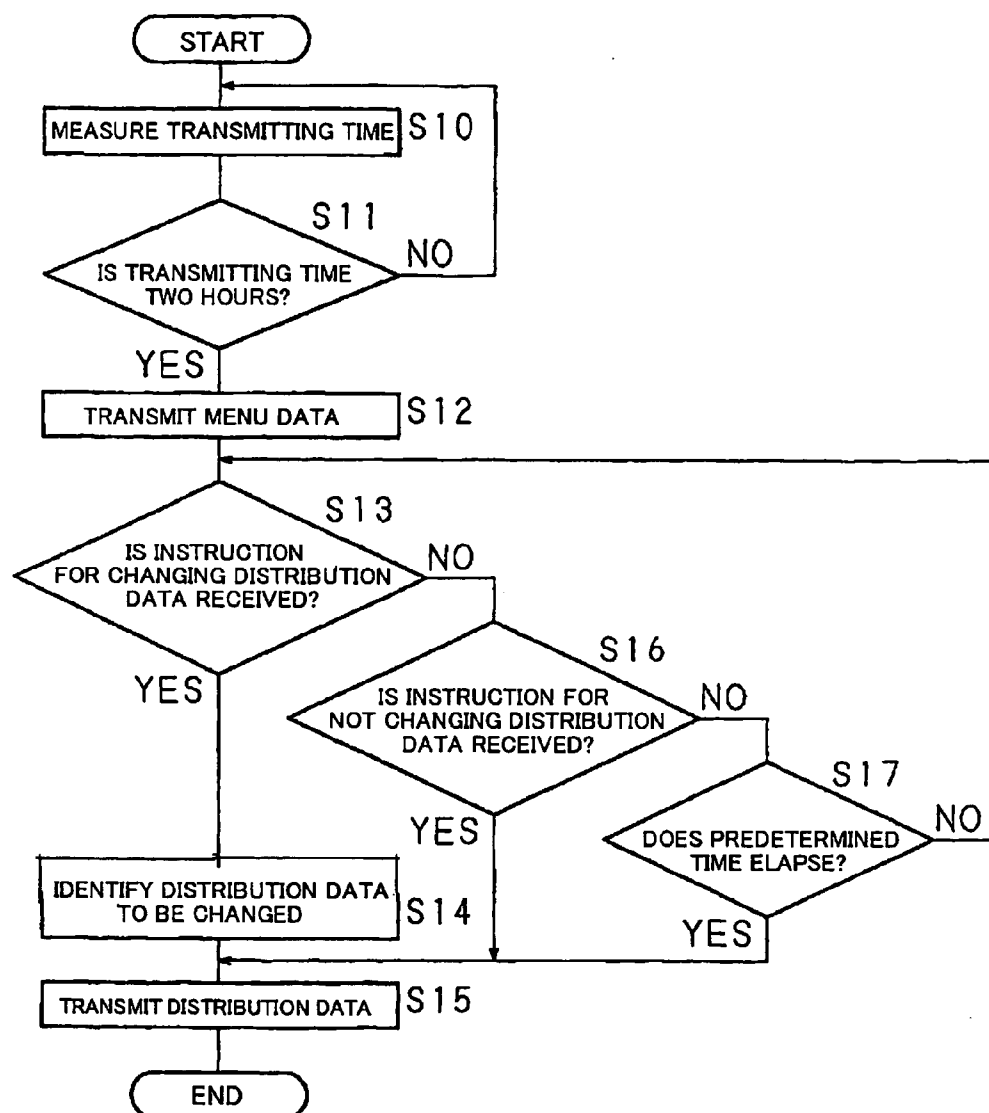 START
MEASURE TRANSMITTING TIME
S10
S11
IS TRANSMITTING TIME
TWO HOURS?
NO
YES
TRANSMIT MENU DATA
S12
S13
IS INSTRUCTION
FOR CHANGING DISTRIBUTION
DATA RECEIVED?
NO
YES
S16
IS INSTRUCTION FOR
NOT CHANGING DISTRIBUTION
DATA RECEIVED?
NO
YES
S17
DOES PREDETERMINED
TIME ELAPSE?
NO
YES
IDENTIFY DISTRIBUTION DATA
TO BE CHANGED
S14
TRANSMIT DISTRIBUTION DATA
S15
END